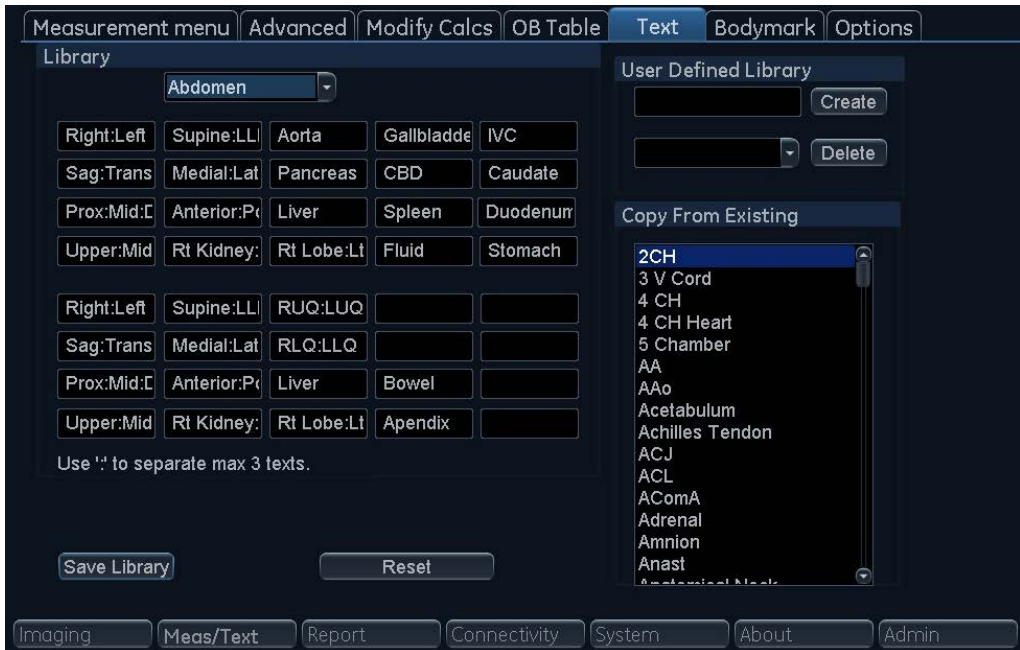 Measurement menu Advanced Modify Calcs OB Table Text Bodymark Options
Library
Abdomen
Right:Left Supine:LL Aorta Gallbladde IVC
Sag:Trans Medial:Lat Pancreas CBD Caudate
Prox:Mid: Anterior:P Liver Spleen Duodenum
Upper:Mid Rt Kidney: Rt Lobe:Lt Fluid Stomach
Right:Left Supine:LL RUQ:LUQ
Sag:Trans Medial:Lat RLQ:LLQ
Prox:Mid: Anterior:P Liver Bowel
Upper:Mid Rt Kidney: Rt Lobe:Lt Apendix
Use ':' to separate max 3 texts.
Save Library Reset
User Defined Library
Create
Delete
Copy From Existing
2CH
3 V Cord
4 CH
4 CH Heart
5 Chamber
AA
AAo
Acetabulum
Achilles Tendon
ACJ
ACL
AComA
Adrenal
Amnion
Anast
Anatomical Neck
Imaging Meas/Text Report Connectivity System About Admin